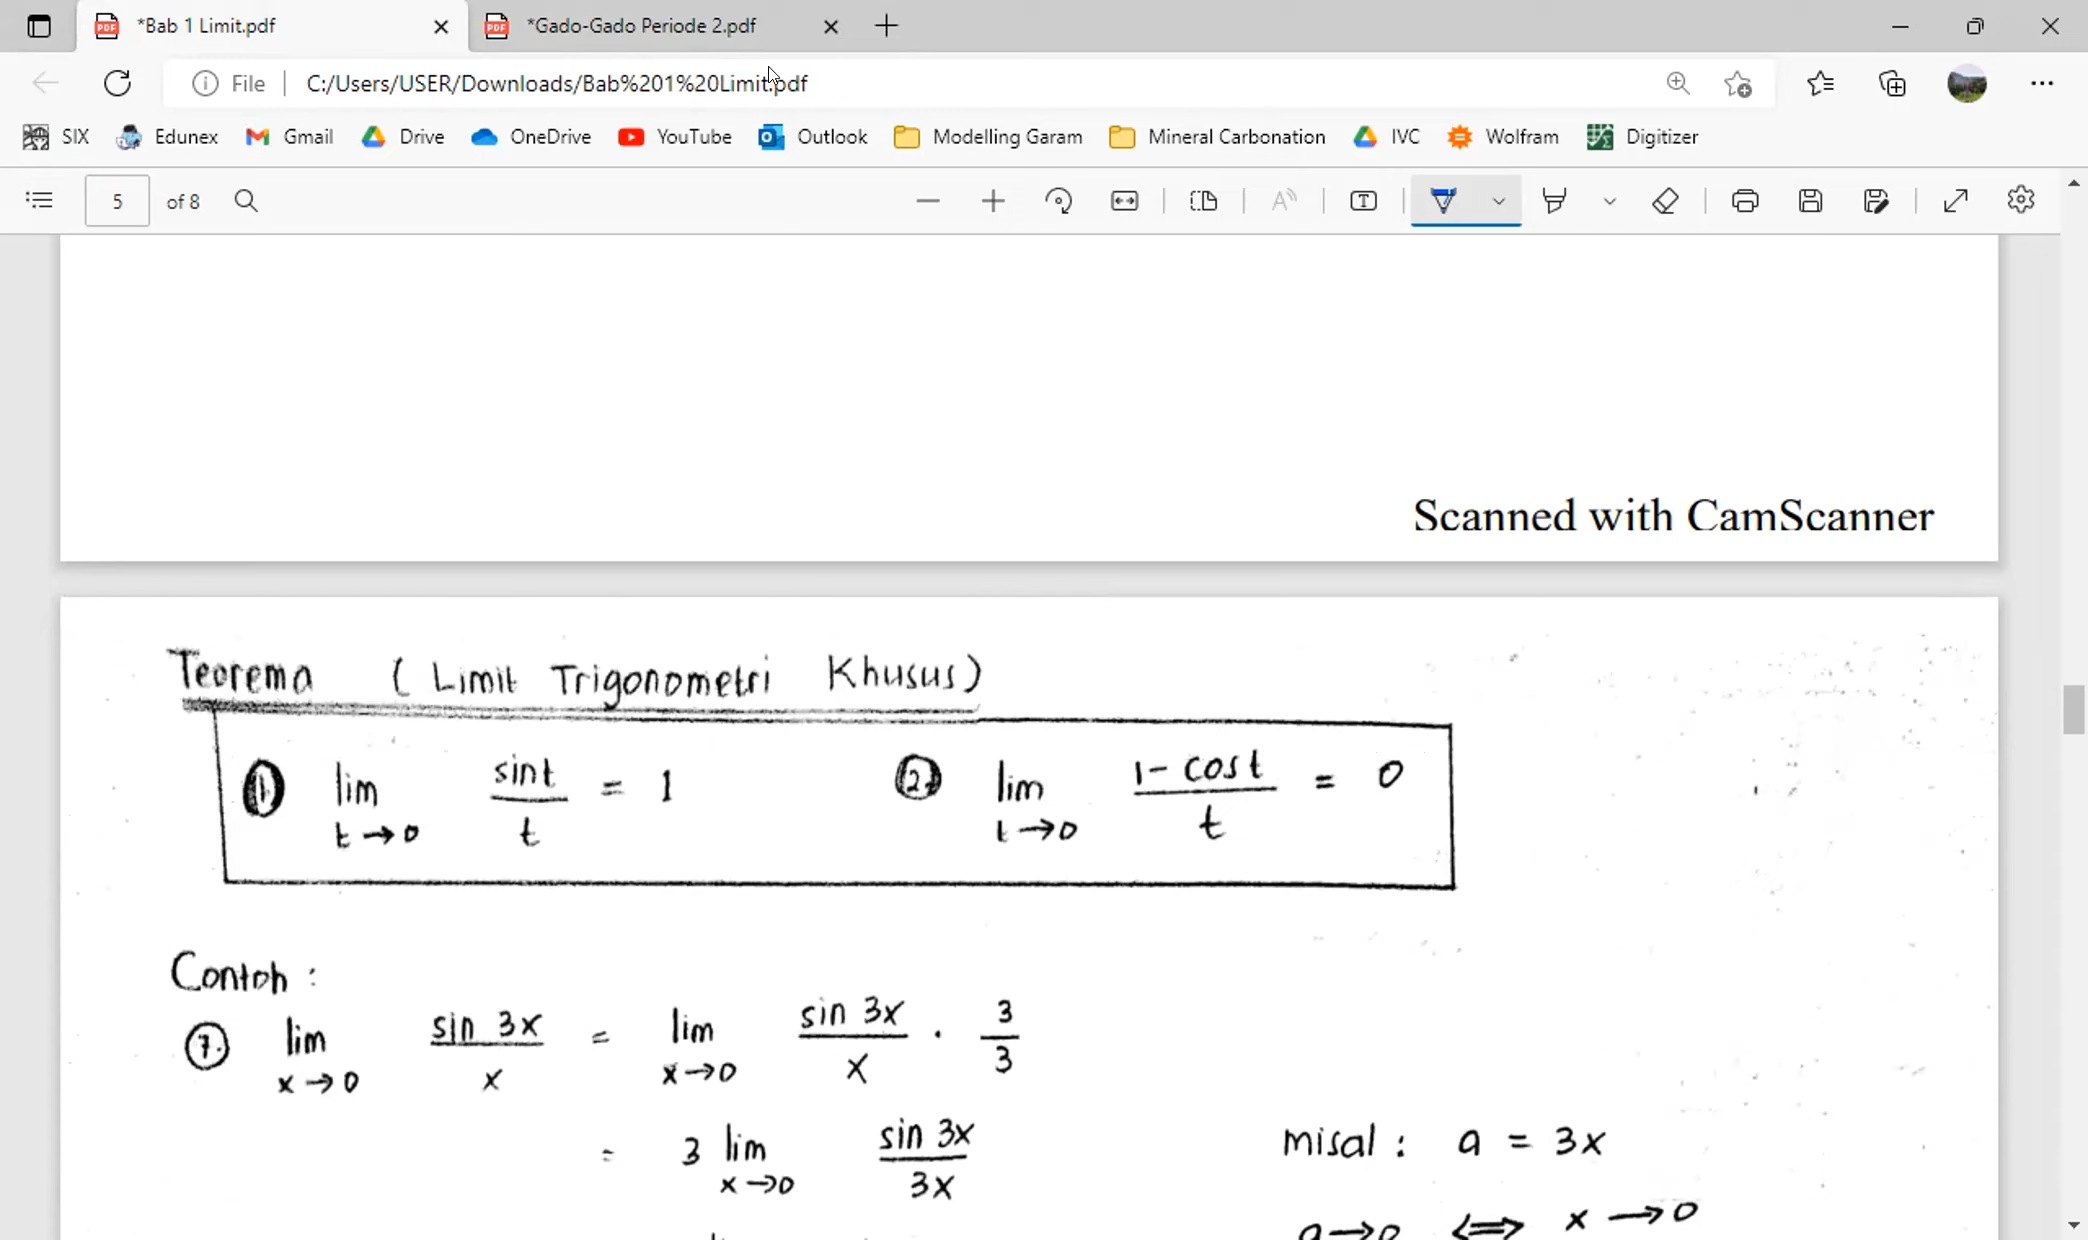 *Bab 1 Limit.pdf
*Gado-Gado Periode 2.pdf
File
C:/Users/USER/Downloads/Bab%201%20Limit.pdf
SIX Edunex Gmail Drive OneDrive YouTube Outlook Modelling Garam Mineral Carbonation IVC Wolfram Digitizer
5 of 8
Scanned with CamScanner
Teorema ( Limit Trigonometri Khusus)
① lim t→0 sin t / t = 1 ② lim t→0 1 - cos t / t = 0
Contoh :
⑦. lim x→0 sin 3x / x = lim x→0 sin 3x / x · 3/3
= 3 lim x→0 sin 3x / 3x misal : a = 3x
a→0 ⟺ x→0